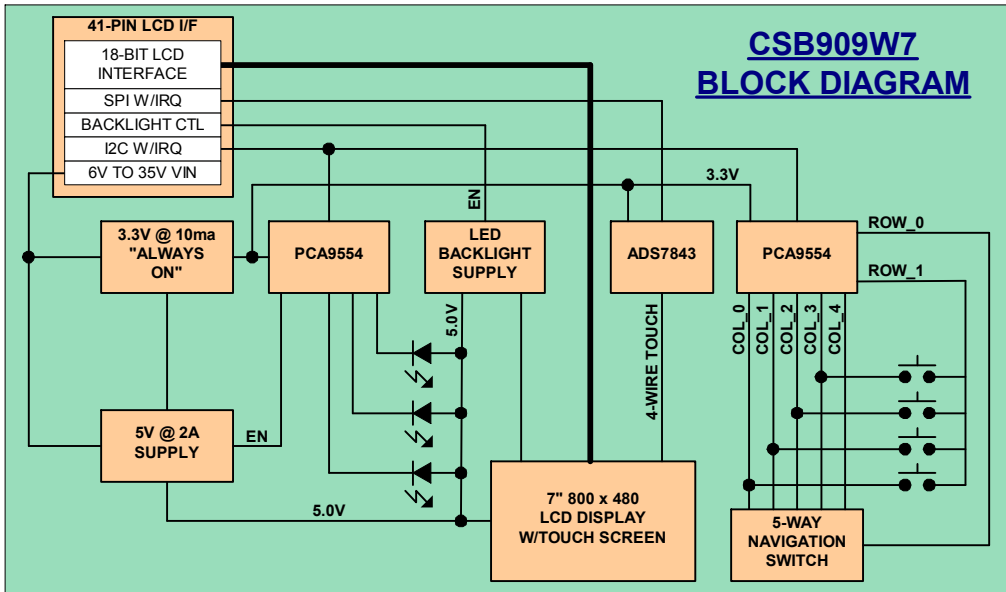 CSB909W7
BLOCK DIAGRAM
41-PIN LCD I/F
18-BIT LCD
INTERFACE
SPI W/IRQ
BACKLIGHT CTL
I2C W/IRQ
6V TO 35V VIN
3.3V
EN
3.3V @ 10ma
"ALWAYS
ON"
PCA9554
LED
BACKLIGHT
SUPPLY
ADS7843
PCA9554
ROW_0
ROW_1
5.0V
4-WIRE TOUCH
COL_0
COL_1
COL_2
COL_3
COL_4
5V @ 2A
SUPPLY
EN
5.0V
7" 800 x 480
LCD DISPLAY
W/TOUCH SCREEN
5-WAY
NAVIGATION
SWITCH